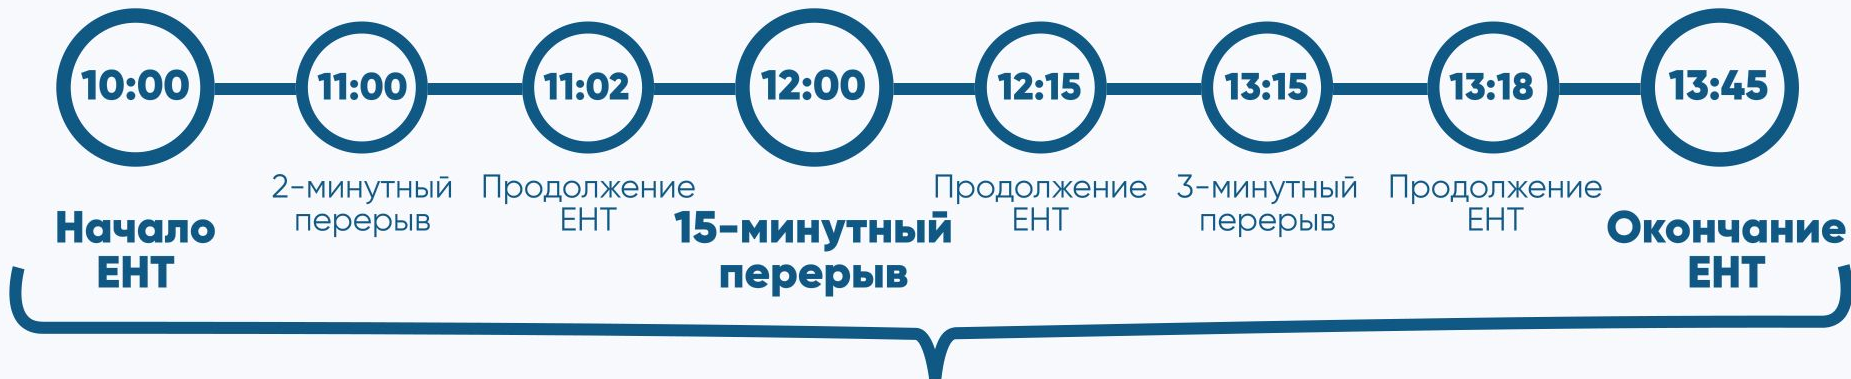 10:00
11:00
11:02
12:00
12:15
13:15
13:18
13:45
Начало
ЕНТ
2-минутный
перерыв
Продолжение
ЕНТ
15-минутный
перерыв
Продолжение
ЕНТ
3-минутный
перерыв
Продолжение
ЕНТ
Окончание
ЕНТ